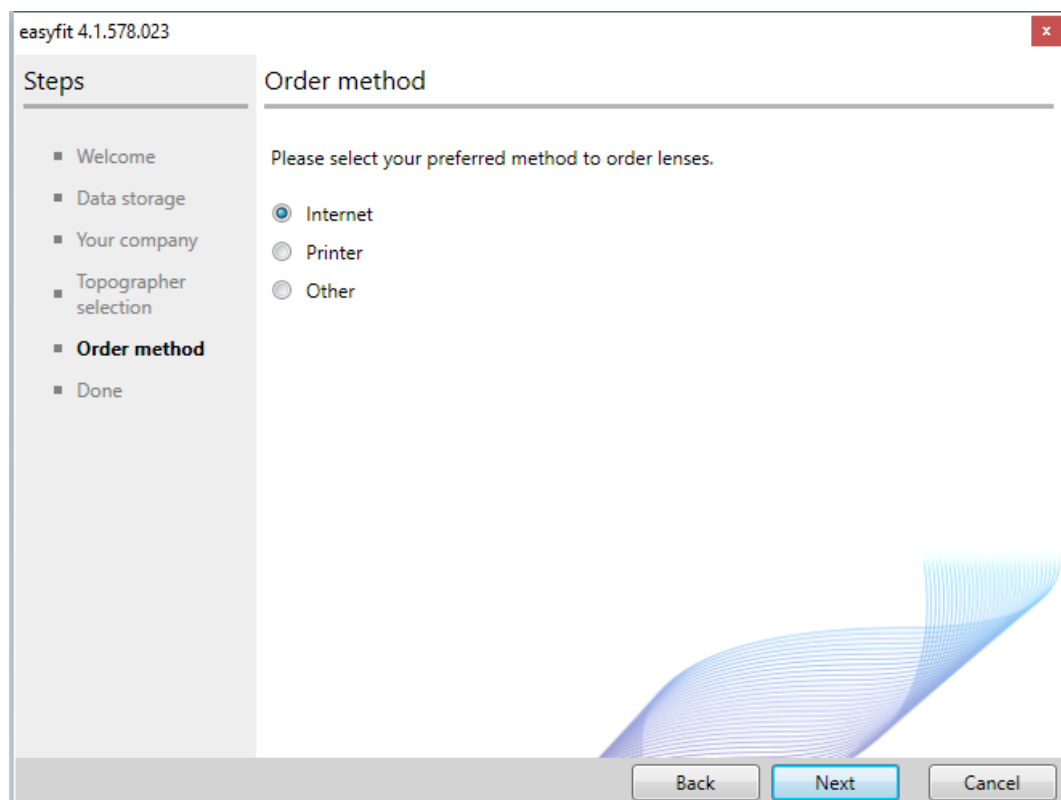 easyfit 4.1.578.023
x
Steps
Welcome
Data storage
Your company
Topographer
selection
Order method
Done
Order method
Please select your preferred method to order lenses.
Internet
Printer
Other
Back
Next
Cancel